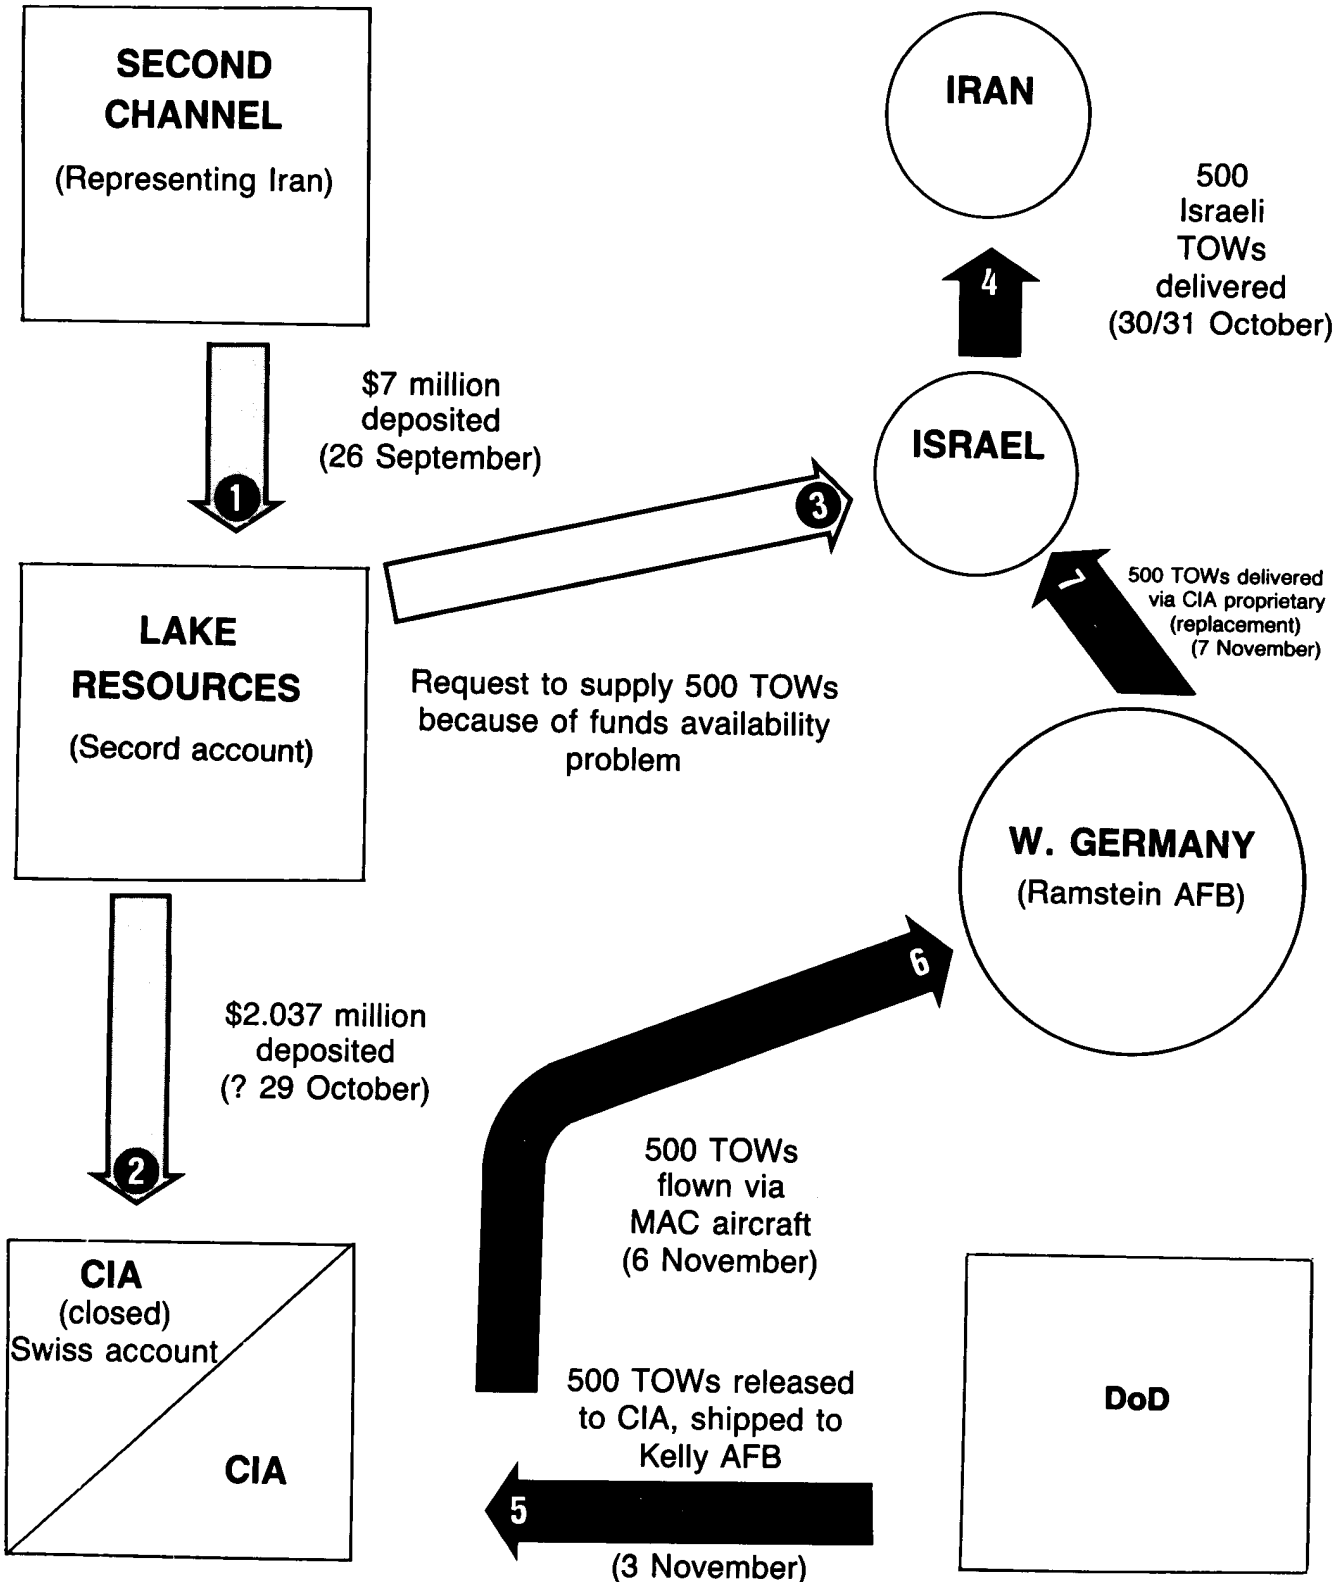 SECOND
CHANNEL
(Representing Iran)
IRAN
500
Israeli
TOWs
delivered
(30/31 October)
4
$7 million
deposited
(26 September)
1
ISRAEL
3
7
500 TOWs delivered
via CIA proprietary
(replacement)
(7 November)
LAKE
RESOURCES
(Secord account)
Request to supply 500 TOWs
because of funds availability
problem
W. GERMANY
(Ramstein AFB)
6
$2.037 million
deposited
(? 29 October)
2
500 TOWs
flown via
MAC aircraft
(6 November)
CIA
(closed)
Swiss account
CIA
500 TOWs released
to CIA, shipped to
Kelly AFB
5
(3 November)
DoD